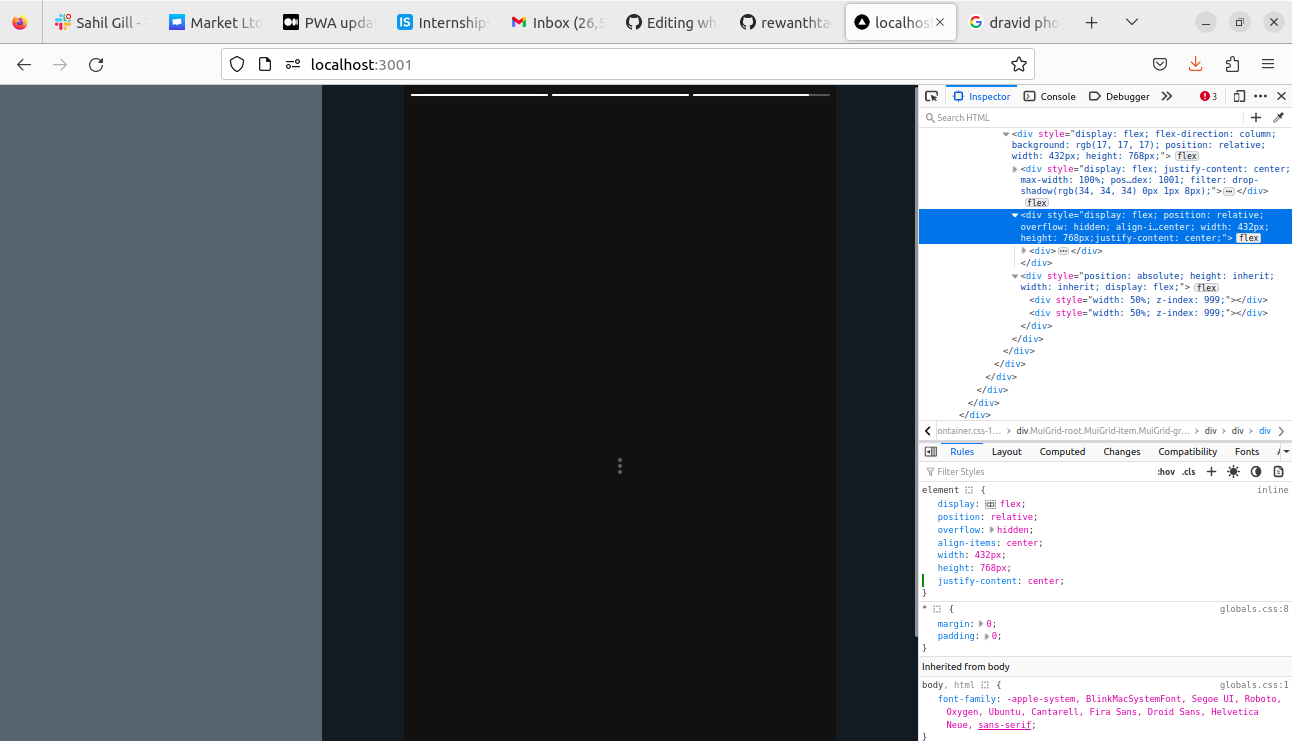 Sahil Gill -
Market Ltd
PWA upda
Internship
Inbox (26,5
Editing wh
rewanthta
localhos
dravid pho
localhost:3001
Inspector
Console
Debugger
3
Search HTML
<div style="display: flex; flex-direction: column;
background: rgb(17, 17, 17); position: relative;
width: 432px; height: 768px;"> flex
<div style="display: flex; justify-content: center;
max-width: 100%; pos…dex: 1001; filter: drop-
shadow(rgb(34, 34, 34) 0px 1px 8px);">…</div>
flex
<div style="display: flex; position: relative;
overflow: hidden; align-i…center; width: 432px;
height: 768px;justify-content: center;"> flex
<div>…</div>
</div>
<div style="position: absolute; height: inherit;
width: inherit; display: flex;"> flex
<div style="width: 50%; z-index: 999;"></div>
<div style="width: 50%; z-index: 999;"></div>
</div>
</div>
</div>
</div>
</div>
</div>
</div>
</div>
ontainer.css-1… > div.MuiGrid-root.MuiGrid-item.MuiGrid-gr… > div > div > div
Rules
Layout
Computed
Changes
Compatibility
Fonts
Filter Styles
:hov
.cls
element {
inline
display: flex;
position: relative;
overflow: hidden;
align-items: center;
width: 432px;
height: 768px;
justify-content: center;
}
* {
globals.css:8
margin: 0;
padding: 0;
}
Inherited from body
body, html {
globals.css:1
font-family: -apple-system, BlinkMacSystemFont, Segoe UI, Roboto,
Oxygen, Ubuntu, Cantarell, Fira Sans, Droid Sans, Helvetica
Neue, sans-serif;
}